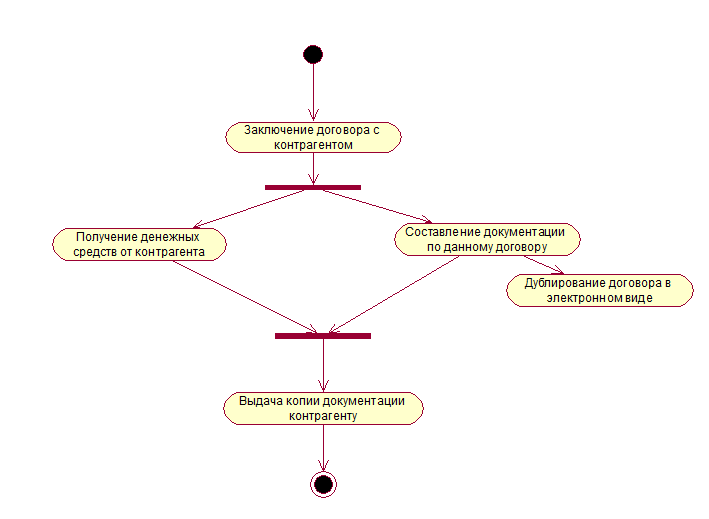 Заключение договора с
контрагентом
Получение денежных
средств от контрагента
Составление документации
по данному договору
Дублирование договора в
электронном виде
Выдача копии документации
контрагенту